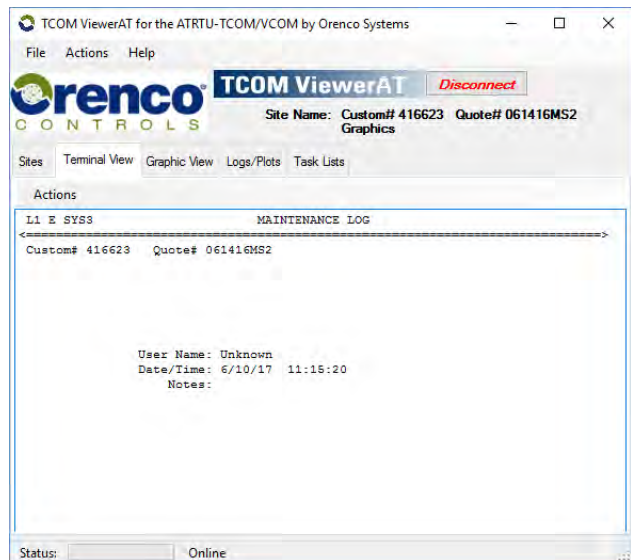 TCOM ViewerAT for the ATRTU-TCOM/VCOM by Orenco Systems
File Actions Help
Orenco®
CONTROLS
TCOM ViewerAT Disconnect
Site Name: Custom# 416623 Quote# 061416MS2
Graphics
Sites Terminal View Graphic View Logs/Plots Task Lists
Actions
L1 E SYS3 MAINTENANCE LOG
<==========================================================================>
Custom# 416623 Quote# 061416MS2
User Name: Unknown
Date/Time: 6/10/17 11:15:20
Notes:
Status: Online